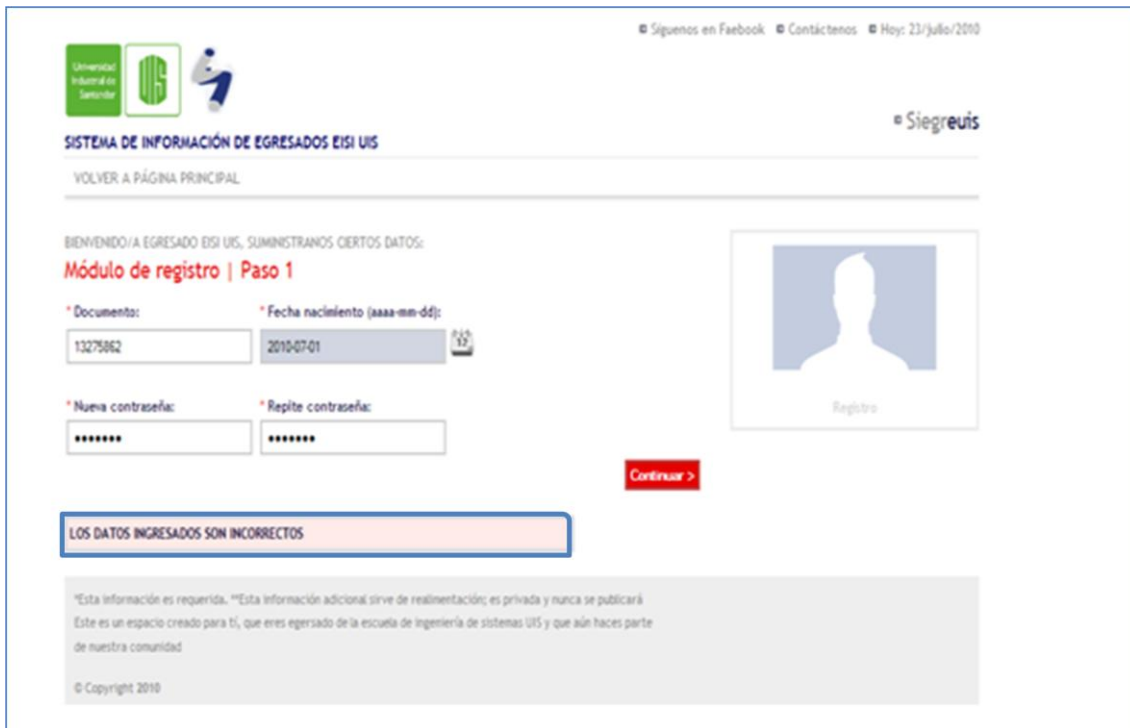 Síguenos en Faebook Contáctenos Hoy: 23/julio/2010
Universidad
Industrial de
Santander
UIS
Siegreuis
SISTEMA DE INFORMACIÓN DE EGRESADOS EISI UIS
VOLVER A PÁGINA PRINCIPAL
BIENVENIDO/A EGRESADO EISI UIS, SUMINISTRANOS CIERTOS DATOS:
Módulo de registro | Paso 1
* Documento: * Fecha nacimiento (aaaa-mm-dd):
13275862 2010-07-01
17
* Nueva contraseña: * Repite contraseña:
••••••• •••••••
Registro
Continuar >
LOS DATOS INGRESADOS SON INCORRECTOS
*Esta información es requerida. **Esta información adicional sirve de realimentación; es privada y nunca se publicará
Este es un espacio creado para tí, que eres egersado de la escuela de ingeniería de sistemas UIS y que aún haces parte
de nuestra comunidad
© Copyright 2010